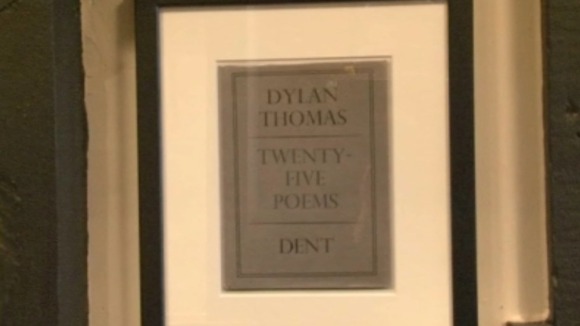 DYLAN
THOMAS
TWENTY-
FIVE
POEMS
DENT